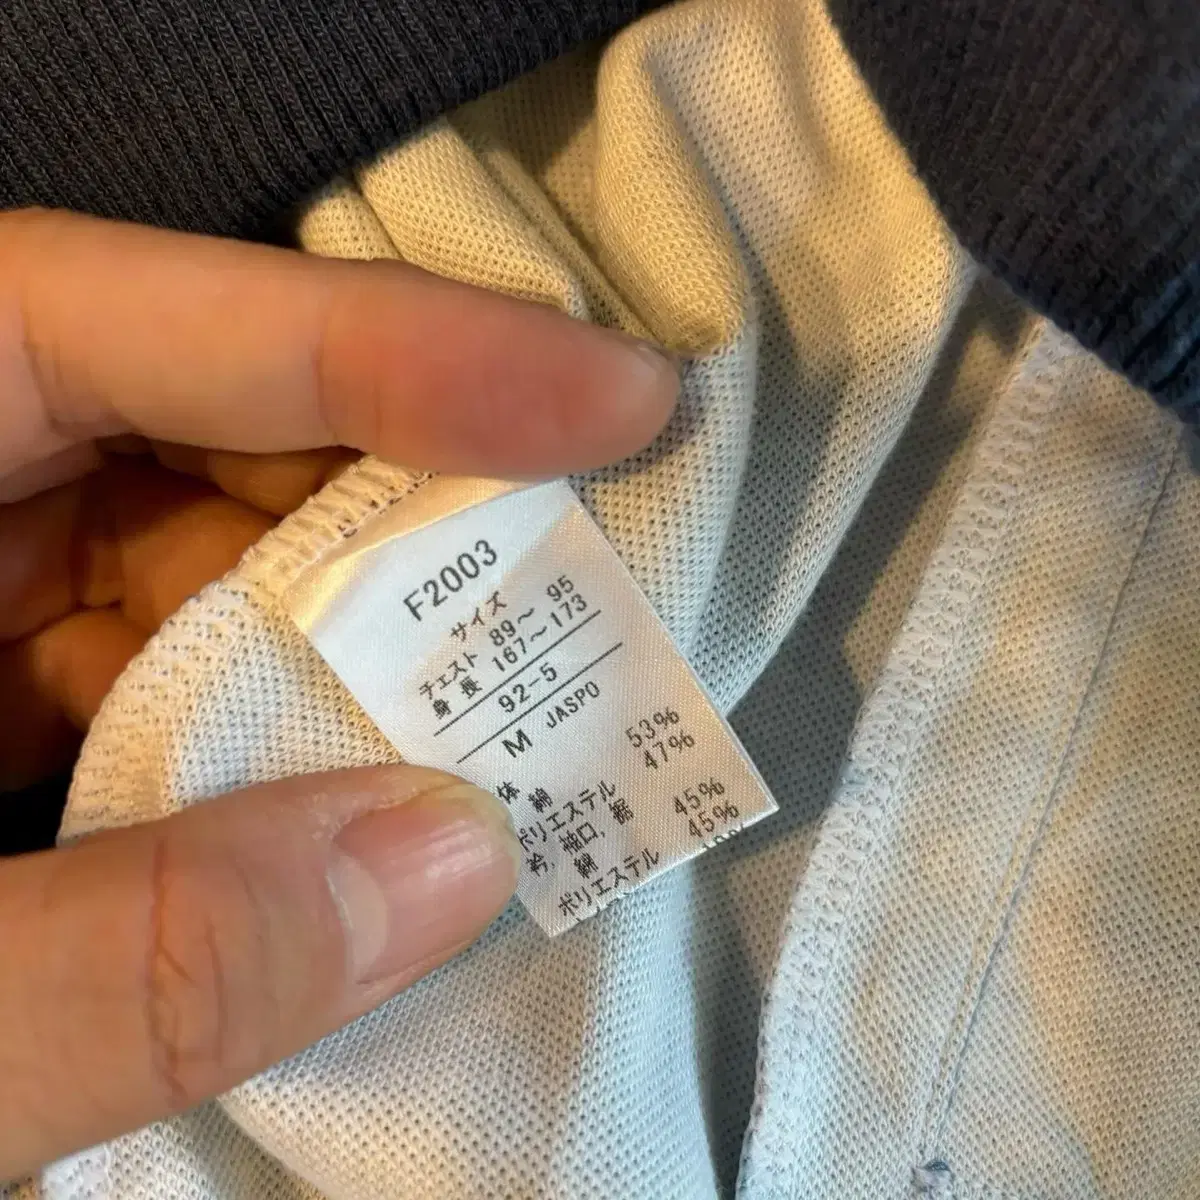 F2003
サイズ
チェスト 89～ 95
身 長 167～173
92-5
M JASPO
体
綿 53%
ポリエステル 47%
衿, 袖口, 裾
綿 45%
ポリエステル 45%